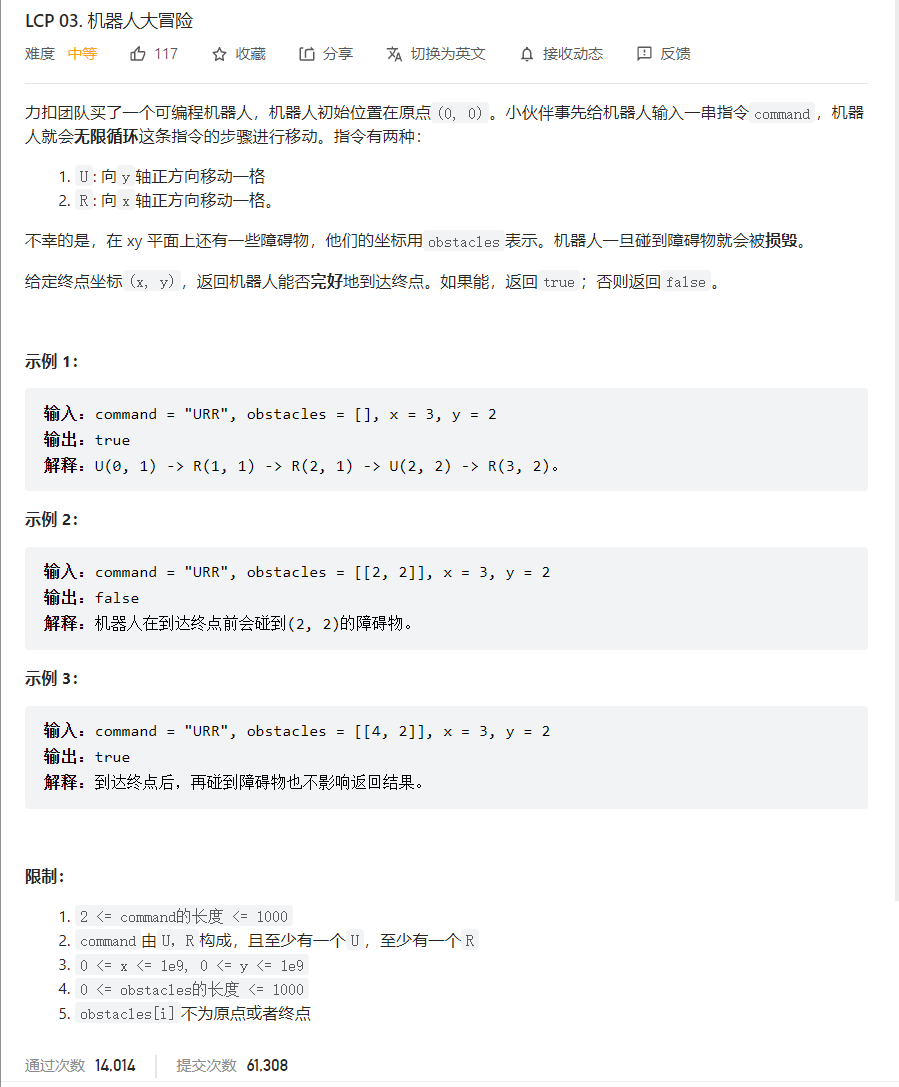 LCP 03. 机器人大冒险
难度 中等 117 收藏 分享 切换为英文 接收动态 反馈
力扣团队买了一个可编程机器人，机器人初始位置在原点 (0, 0) 。小伙伴事先给机器人输入一串指令 command ，机器
人就会无限循环这条指令的步骤进行移动。指令有两种：
1. U : 向 y 轴正方向移动一格
2. R : 向 x 轴正方向移动一格。
不幸的是，在 xy 平面上还有一些障碍物，他们的坐标用 obstacles 表示。机器人一旦碰到障碍物就会被损毁。
给定终点坐标 (x, y) ，返回机器人能否完好地到达终点。如果能，返回 true ；否则返回 false 。
示例 1：
输入：command = "URR", obstacles = [], x = 3, y = 2
输出：true
解释：U(0, 1) -> R(1, 1) -> R(2, 1) -> U(2, 2) -> R(3, 2)。
示例 2：
输入：command = "URR", obstacles = [[2, 2]], x = 3, y = 2
输出：false
解释：机器人在到达终点前会碰到(2, 2)的障碍物。
示例 3：
输入：command = "URR", obstacles = [[4, 2]], x = 3, y = 2
输出：true
解释：到达终点后，再碰到障碍物也不影响返回结果。
限制：
1. 2 <= command的长度 <= 1000
2. command 由 U，R 构成，且至少有一个 U ，至少有一个 R
3. 0 <= x <= 1e9, 0 <= y <= 1e9
4. 0 <= obstacles的长度 <= 1000
5. obstacles[i] 不为原点或者终点
通过次数 14,014 提交次数 61,308